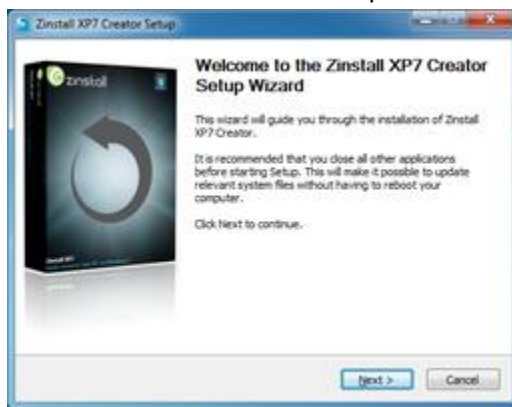 Zinstall XP7 Creator Setup
zinstall
Welcome to the Zinstall XP7 Creator
Setup Wizard
This wizard will guide you through the installation of Zinstall
XP7 Creator.
It is recommended that you close all other applications
before starting Setup. This will make it possible to update
relevant system files without having to reboot your
computer.
Click Next to continue.
Next >
Cancel